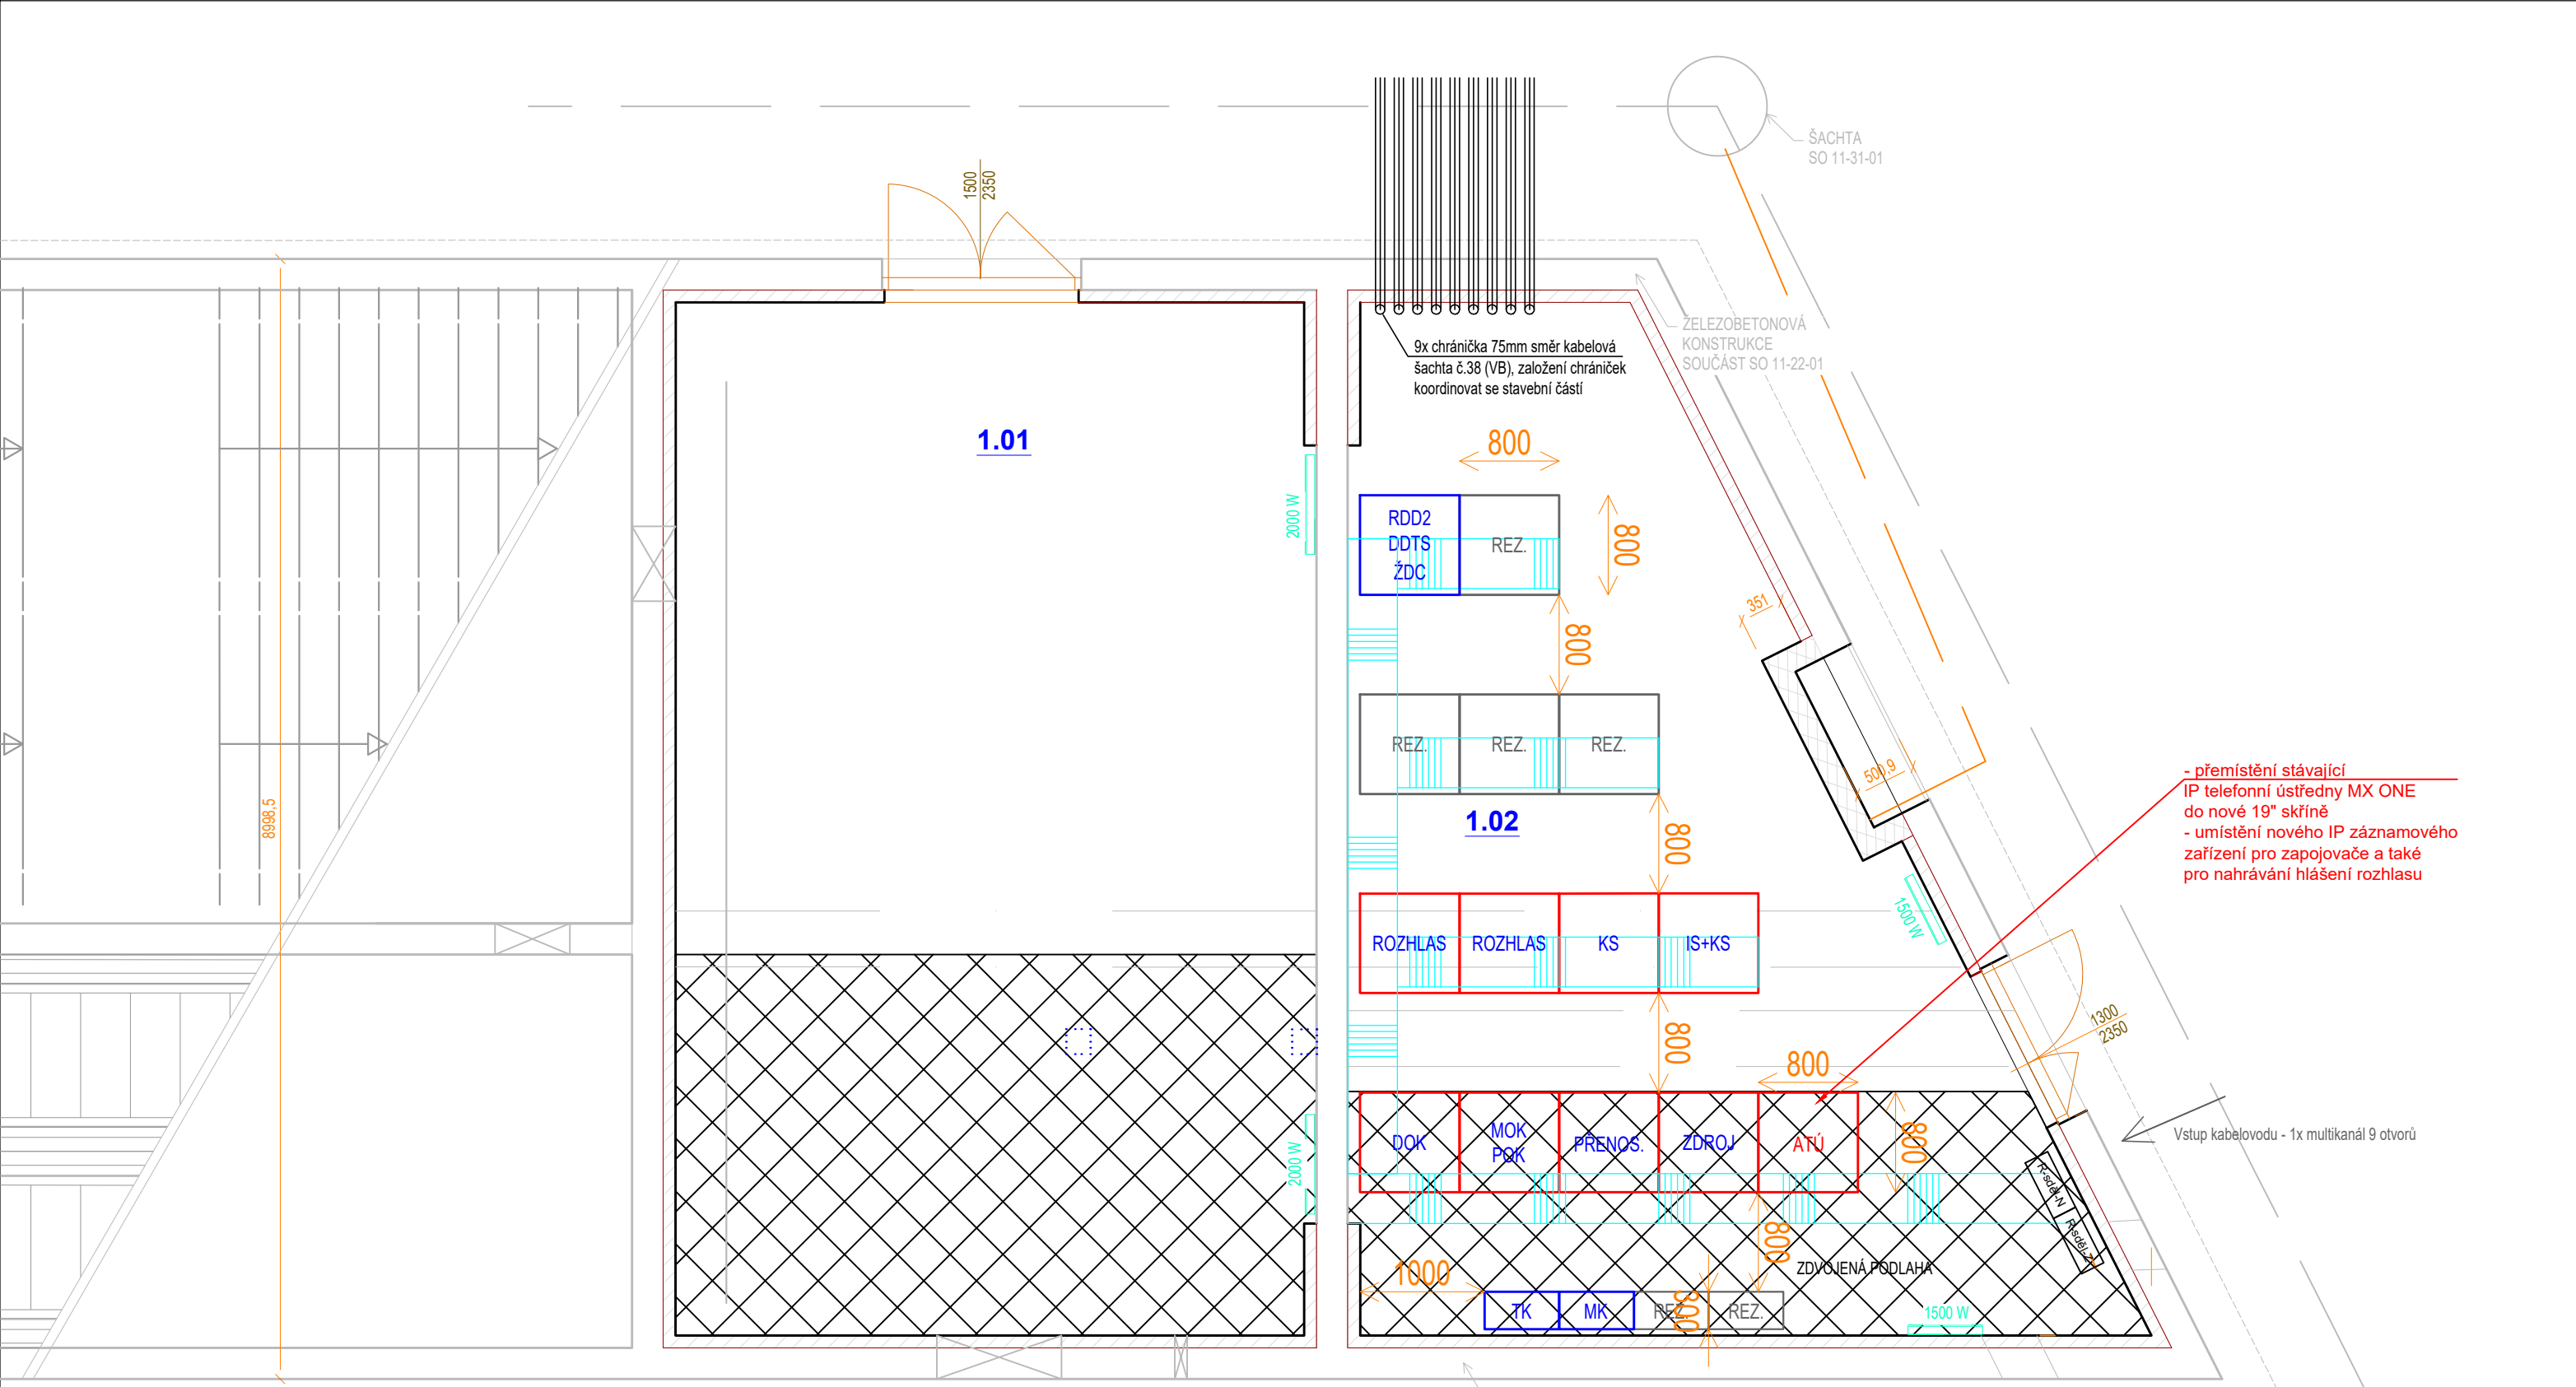 ŠACHTA
SO 11-31-01
1500
2350
ŽELEZOBETONOVÁ
KONSTRUKCE
SOUČÁST SO 11-22-01
9x chránička 75mm směr kabelová
šachta č.38 (VB), založení chrániček
koordinovat se stavební částí
1.01
800
2000 W
RDD2
DDTS
ŽDC
REZ.
800
800
351
REZ.
REZ.
REZ.
500,9
8998,5
1.02
800
- přemístění stávající
IP telefonní ústředny MX ONE
do nové 19" skříně
- umístění nového IP záznamového
zařízení pro zapojovače a také
pro nahrávání hlášení rozhlasu
1500 W
ROZHLAS
ROZHLAS
KS
IS+KS
800
800
1300
2350
DOK
MOK
POK
PŘENOS.
ZDROJ
ATÚ
800
Vstup kabelovodu - 1x multikanál 9 otvorů
2000 W
R-sděl-N
R-sděl-Z
800
ZDVOJENÁ PODLAHA
1000
TK
MK
REZ.
300
REZ.
1500 W